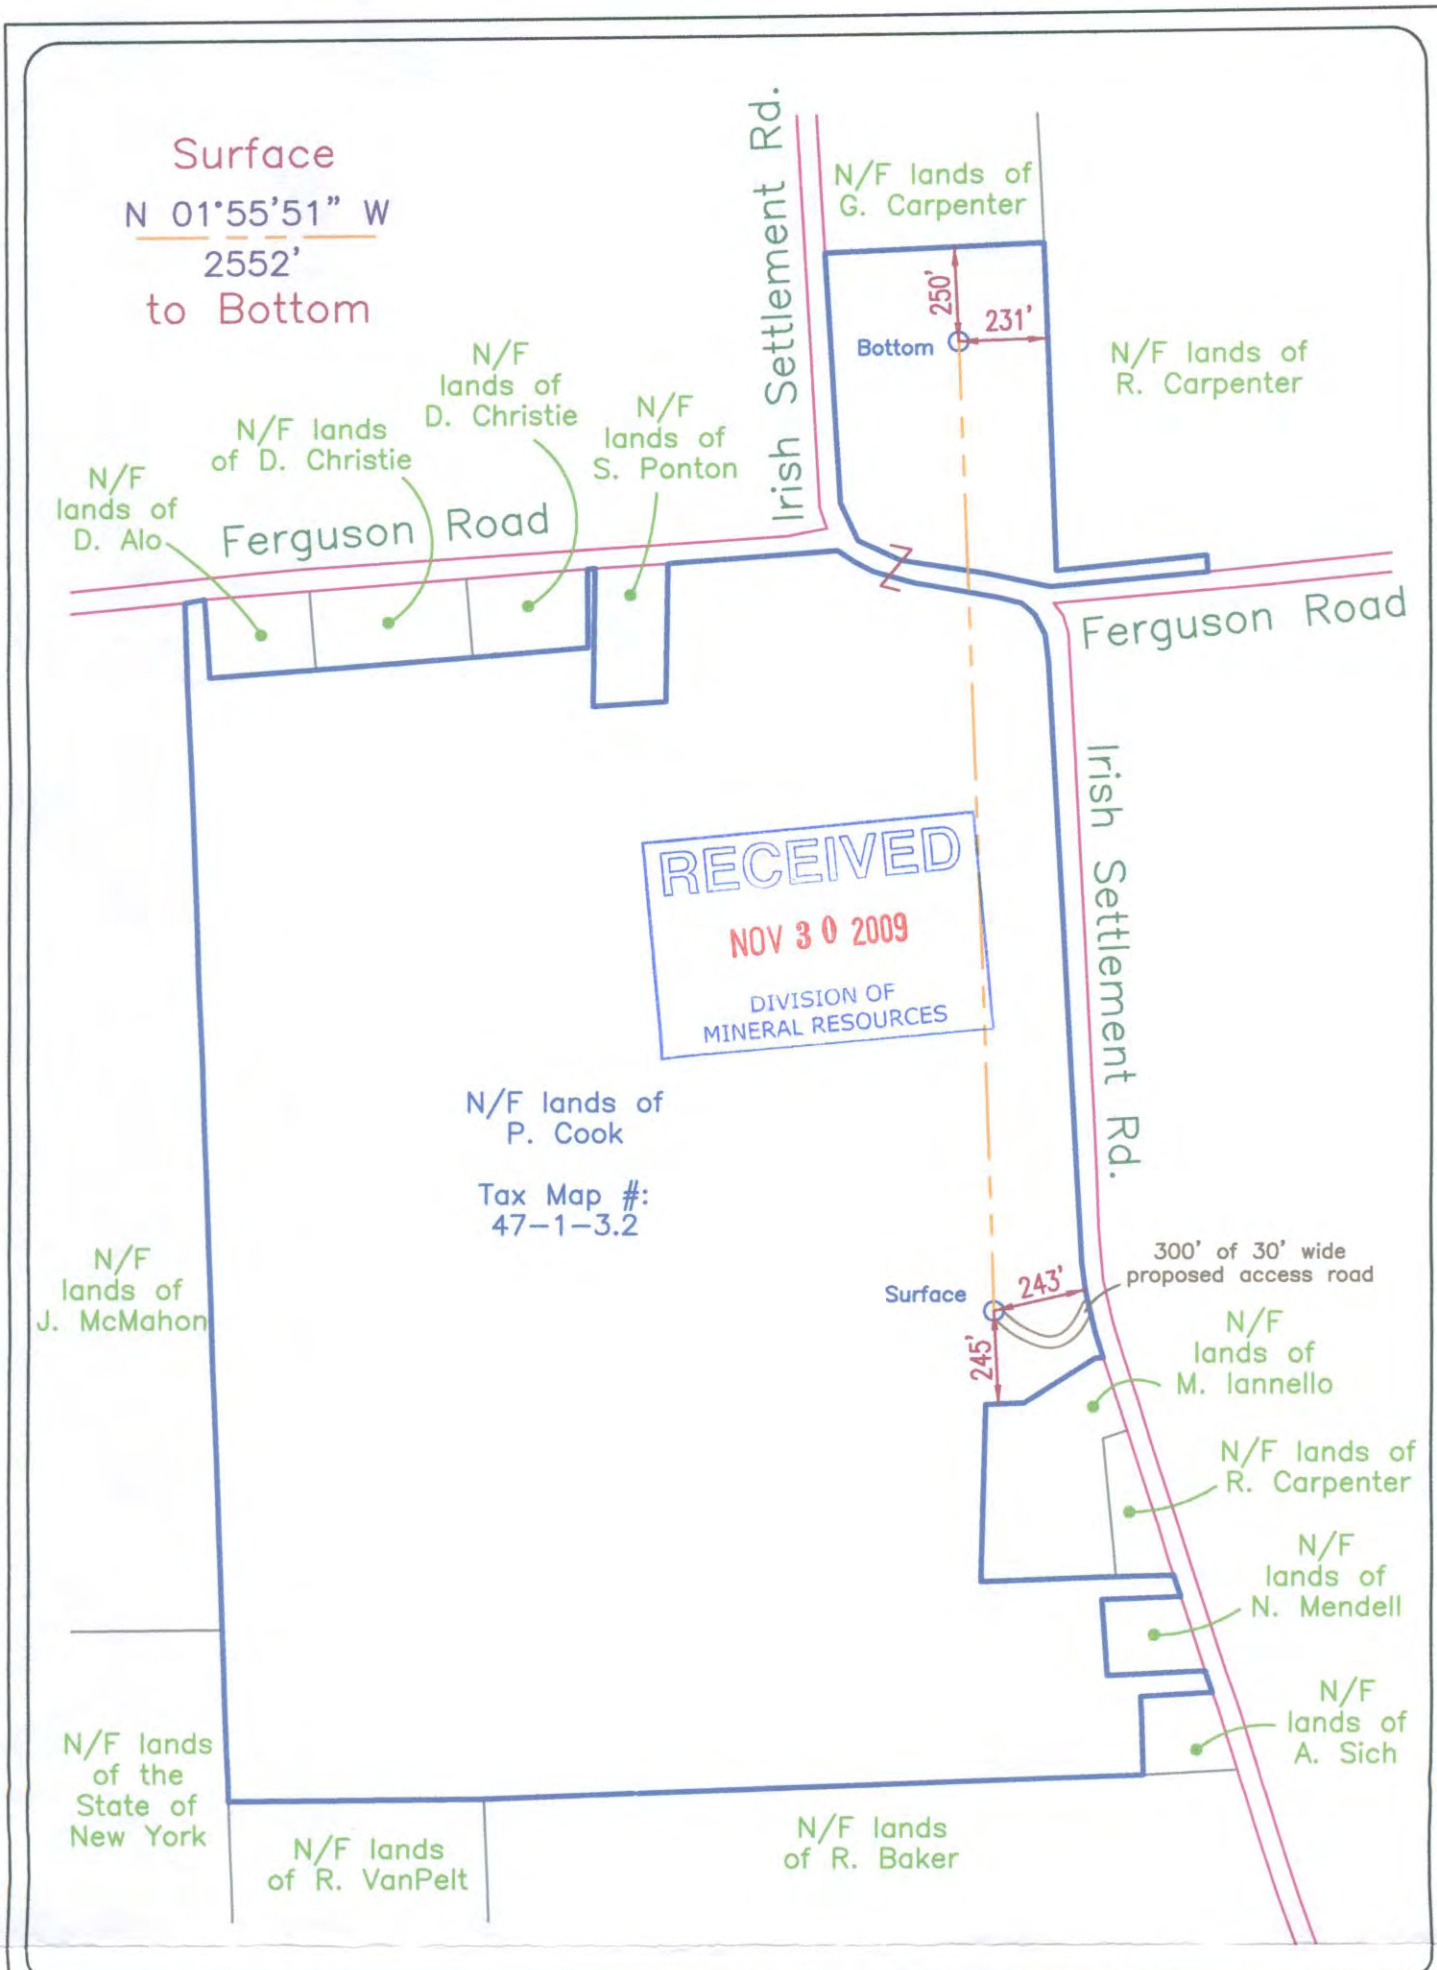 Surface
N 01°55'51" W
2552'
to Bottom
Irish Settlement Rd.
N/F lands of
G. Carpenter
250'
231'
Bottom
N/F lands of
R. Carpenter
N/F
lands of
D. Christie
N/F
lands of
S. Ponton
N/F lands
of D. Christie
N/F
lands of
D. Alo
Ferguson Road
Ferguson Road
Irish Settlement Rd.
RECEIVED
NOV 30 2009
DIVISION OF
MINERAL RESOURCES
N/F lands of
P. Cook
Tax Map #:
47-1-3.2
N/F
lands of
J. McMahon
300' of 30' wide
proposed access road
Surface
243'
245'
N/F
lands of
M. Iannello
N/F lands of
R. Carpenter
N/F
lands of
N. Mendell
N/F
lands of
A. Sich
N/F lands
of the
State of
New York
N/F lands
of R. VanPelt
N/F lands
of R. Baker